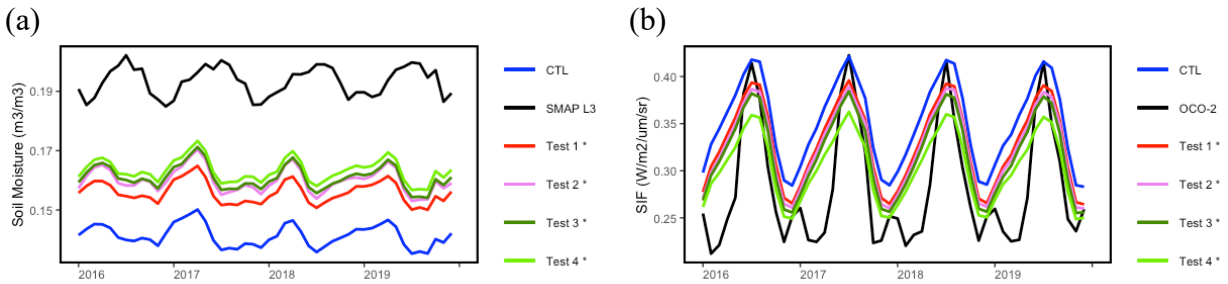 (a)
Soil Moisture (m3/m3)
0.19
0.17
0.15
2016
2017
2018
2019
CTL
SMAP L3
Test 1 *
Test 2 *
Test 3 *
Test 4 *
(b)
SIF (W/m2/um/sr)
0.40
0.35
0.30
0.25
2016
2017
2018
2019
CTL
OCO-2
Test 1 *
Test 2 *
Test 3 *
Test 4 *